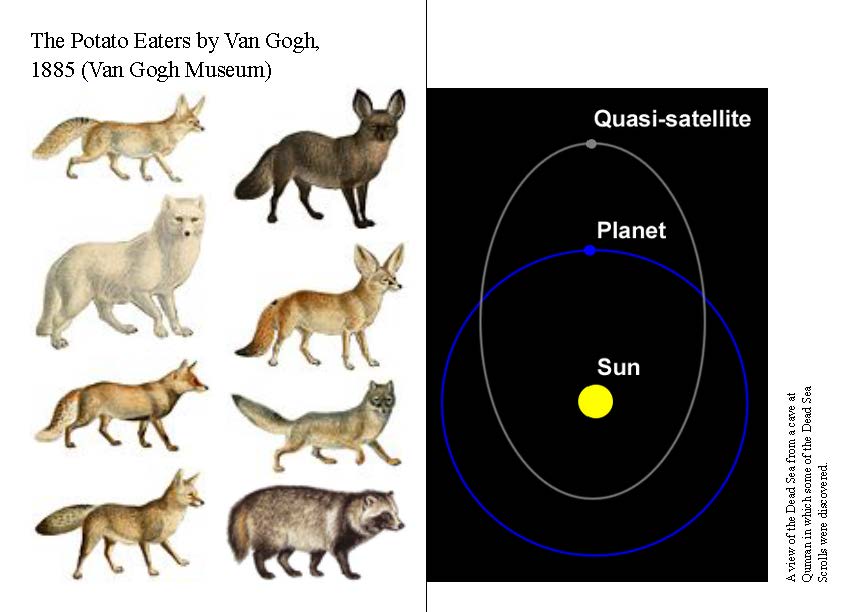 The Potato Eaters by Van Gogh,
1885 (Van Gogh Museum)
Quasi-satellite
Planet
Sun
A view of the Dead Sea from a cave at
Qumran in which some of the Dead Sea
Scrolls were discovered.